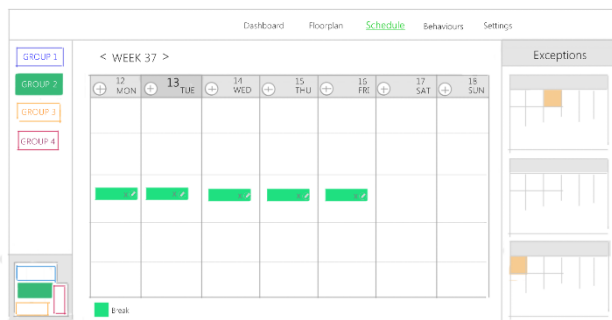 Dashboard Floorplan Schedule Behaviours Settings
GROUP 1
GROUP 2
GROUP 3
GROUP 4
< WEEK 37 >
12 MON
13 TUE
14 WED
15 THU
16 FRI
17 SAT
18 SUN
Break
Exceptions